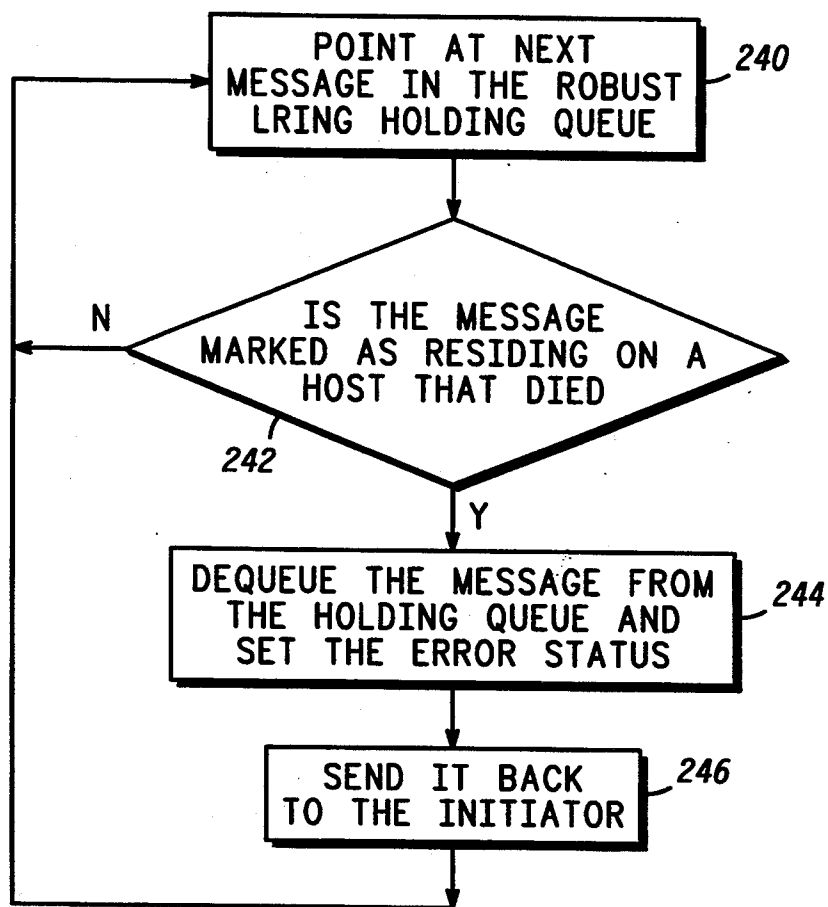 POINT AT NEXT
MESSAGE IN THE ROBUST
LRING HOLDING QUEUE
240
IS THE MESSAGE
MARKED AS RESIDING ON A
HOST THAT DIED
N
242
Y
DEQUEUE THE MESSAGE FROM
THE HOLDING QUEUE AND
SET THE ERROR STATUS
244
SEND IT BACK
TO THE INITIATOR
246